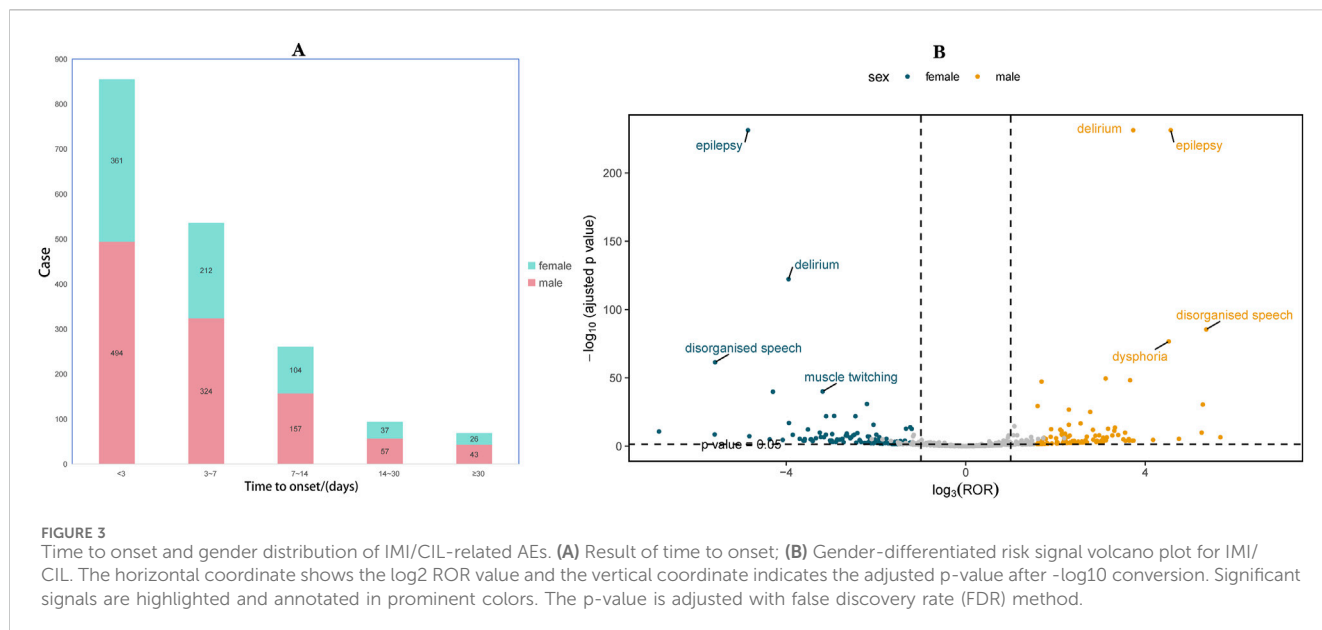 A
900
800
700
600
500
400
300
200
100
0
Case
361
494
212
324
104
157
37
57
26
43
<3
3~7
7~14
14~30
≥30
Time to onset/(days)
female
male
B
sex female male
200
150
100
50
0
−log10 (ajusted p value)
epilepsy
delirium
disorganised speech
muscle twitching
delirium
epilepsy
disorganised speech
dysphoria
p value = 0.05
−4
0
4
log3(ROR)
FIGURE 3
Time to onset and gender distribution of IMI/CIL-related AEs. (A) Result of time to onset; (B) Gender-differentiated risk signal volcano plot for IMI/
CIL. The horizontal coordinate shows the log2 ROR value and the vertical coordinate indicates the adjusted p-value after -log10 conversion. Significant
signals are highlighted and annotated in prominent colors. The p-value is adjusted with false discovery rate (FDR) method.